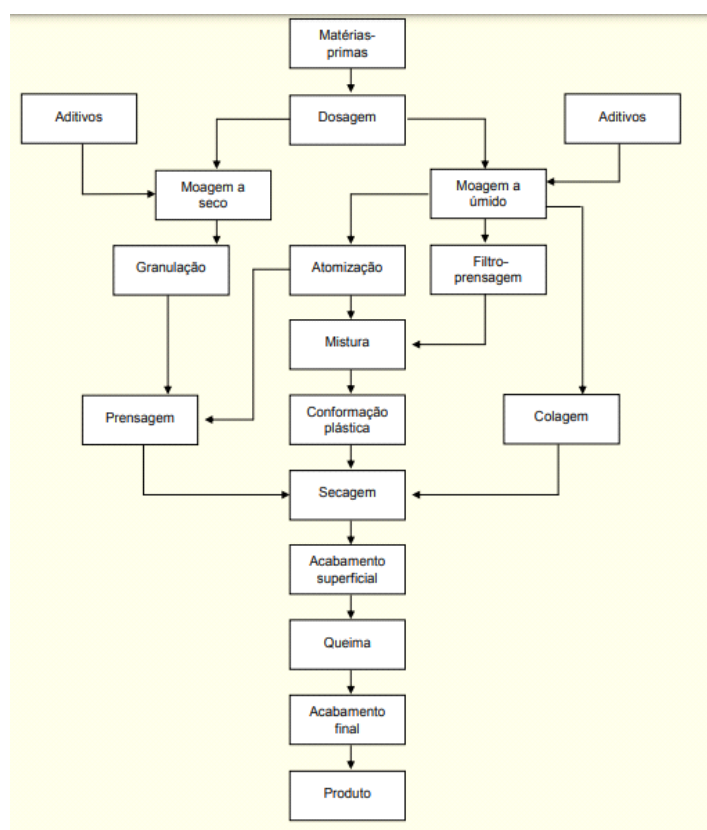 Matérias-
primas
Aditivos
Dosagem
Aditivos
Moagem a
seco
Moagem a
úmido
Granulação
Atomização
Filtro-
prensagem
Mistura
Prensagem
Conformação
plástica
Colagem
Secagem
Acabamento
superficial
Queima
Acabamento
final
Produto